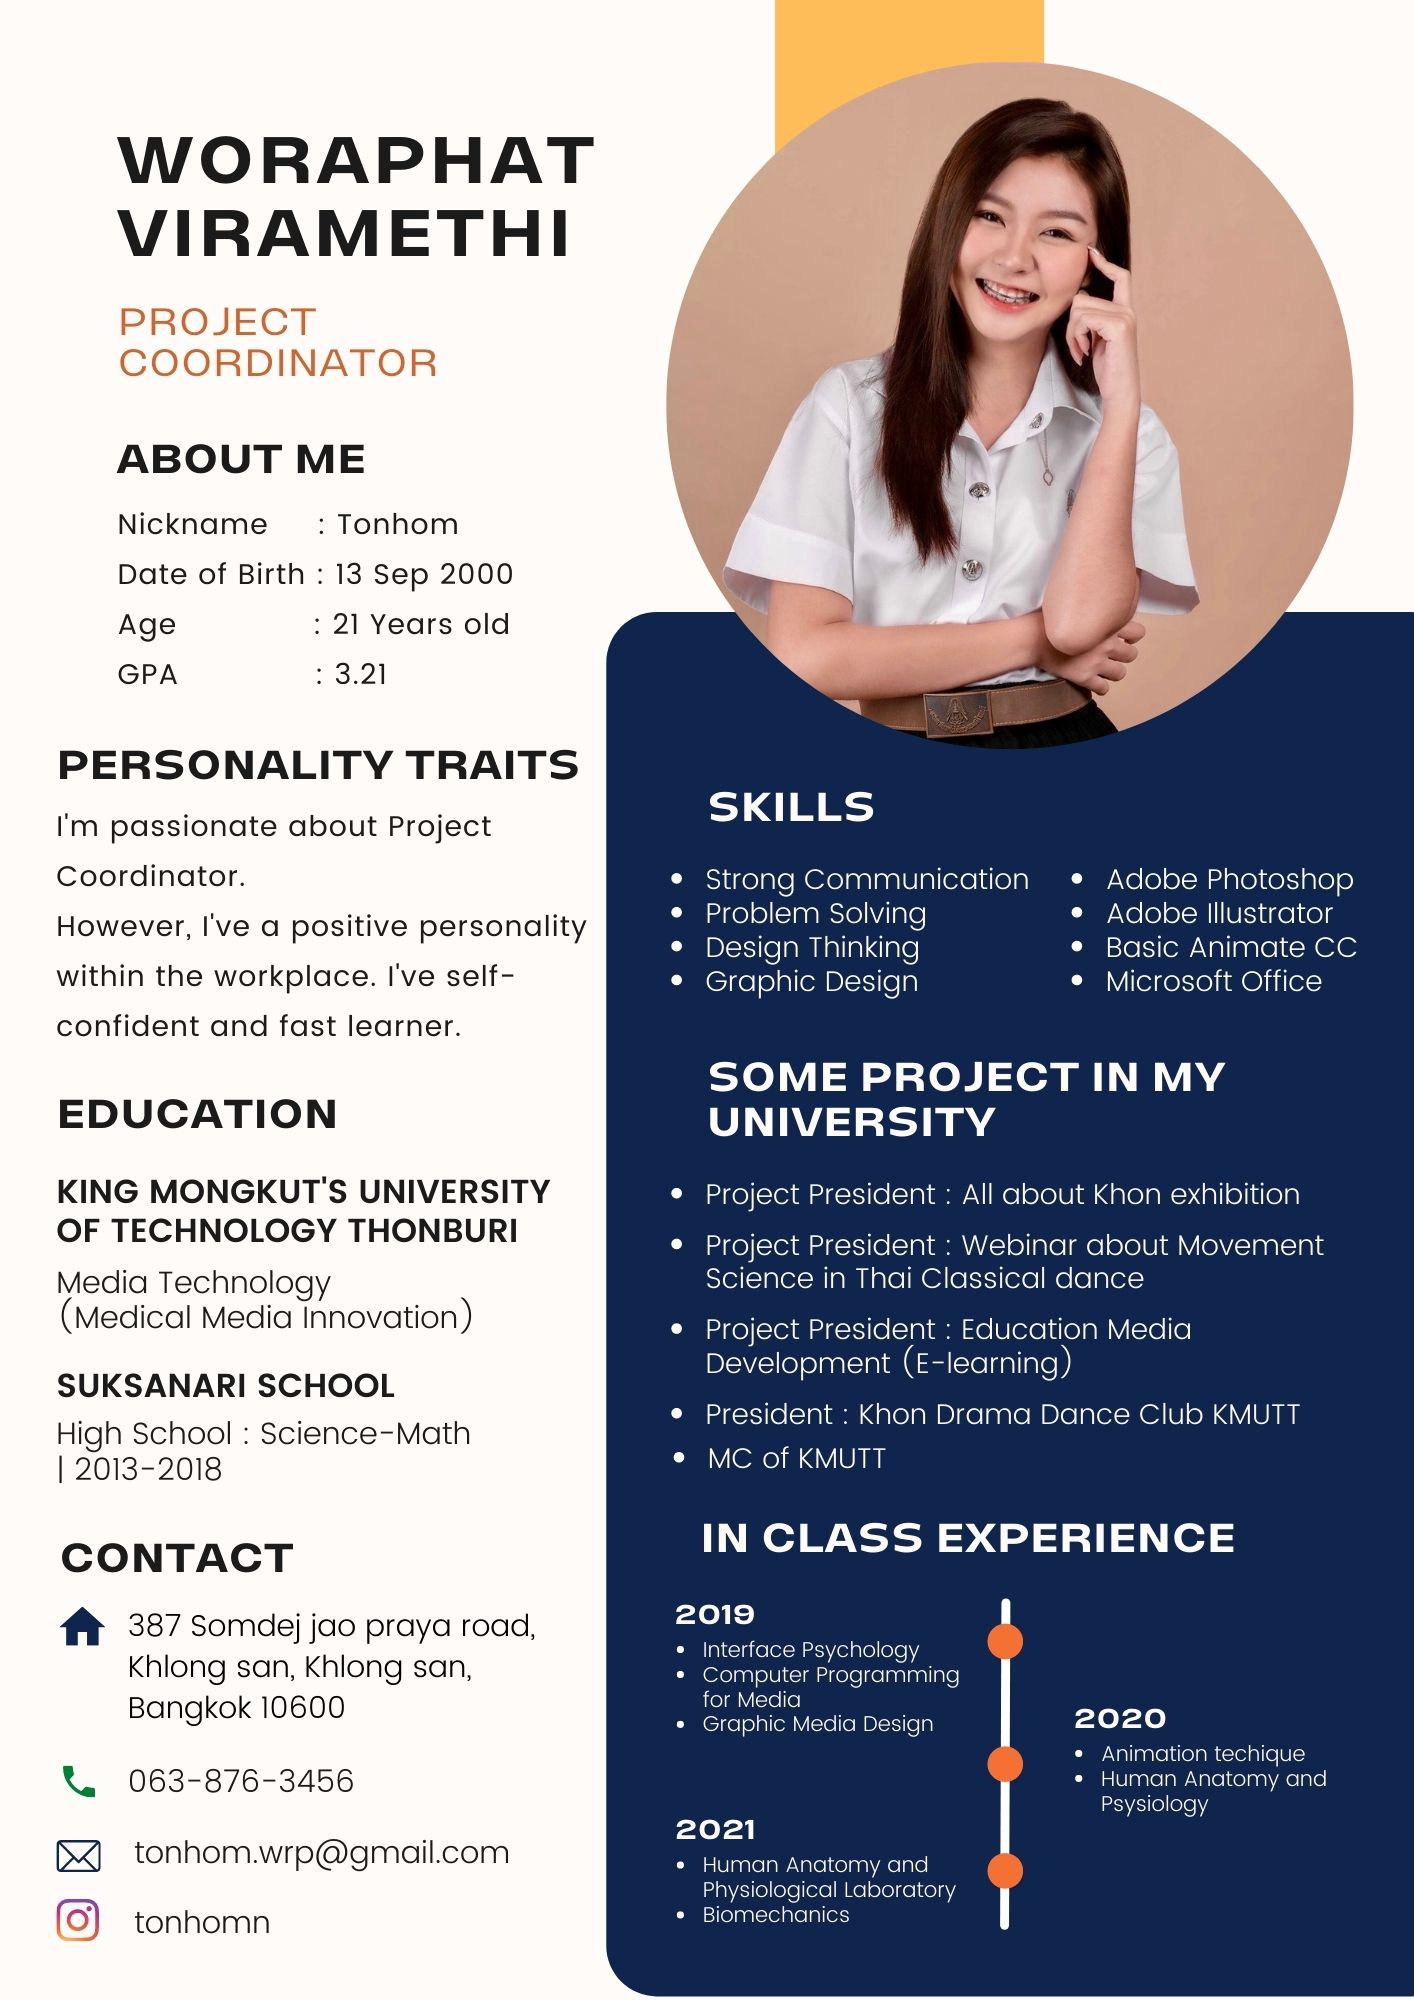 WORAPHAT
VIRAMETHI
PROJECT
COORDINATOR
ABOUT ME
Nickname : Tonhom
Date of Birth : 13 Sep 2000
Age : 21 Years old
GPA : 3.21
PERSONALITY TRAITS
I'm passionate about Project
Coordinator.
However, I've a positive personality
within the workplace. I've self-
confident and fast learner.
EDUCATION
KING MONGKUT'S UNIVERSITY
OF TECHNOLOGY THONBURI
Media Technology
(Medical Media Innovation)
SUKSANARI SCHOOL
High School : Science-Math
| 2013-2018
CONTACT
387 Somdej jao praya road,
Khlong san, Khlong san,
Bangkok 10600
063-876-3456
tonhom.wrp@gmail.com
tonhomn
SKILLS
• Strong Communication
• Problem Solving
• Design Thinking
• Graphic Design
• Adobe Photoshop
• Adobe Illustrator
• Basic Animate CC
• Microsoft Office
SOME PROJECT IN MY
UNIVERSITY
• Project President : All about Khon exhibition
• Project President : Webinar about Movement
Science in Thai Classical dance
• Project President : Education Media
Development (E-learning)
• President : Khon Drama Dance Club KMUTT
• MC of KMUTT
IN CLASS EXPERIENCE
2019
• Interface Psychology
• Computer Programming
for Media
• Graphic Media Design
2020
• Animation techique
• Human Anatomy and
Psysiology
2021
• Human Anatomy and
Physiological Laboratory
• Biomechanics